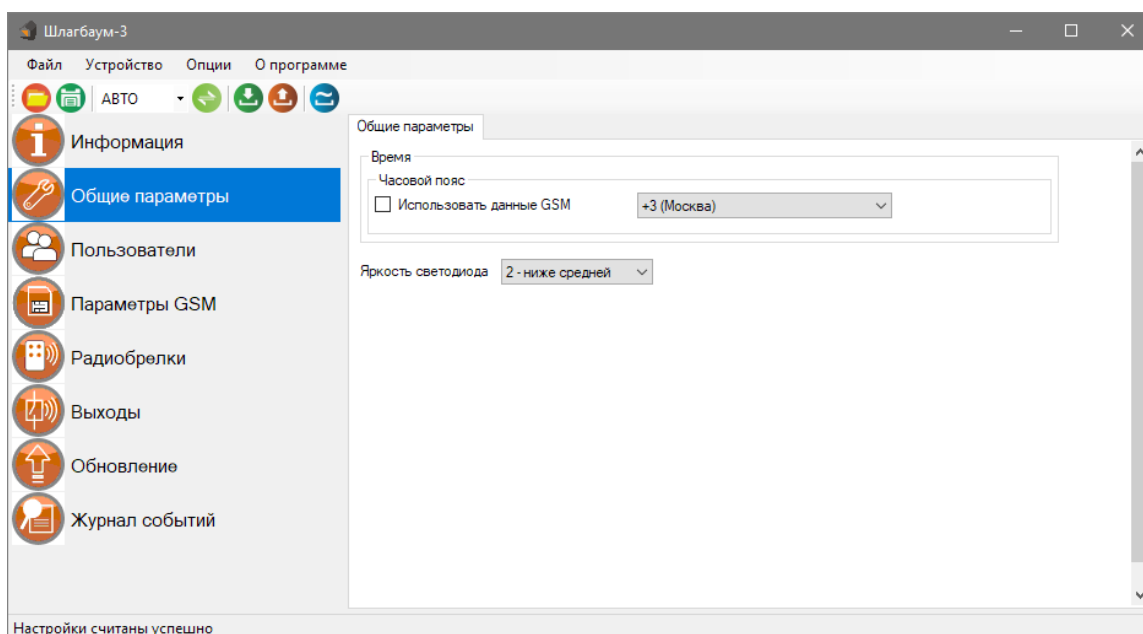 Шлагбаум-3
Файл Устройство Опции О программе
АВТО
Информация
Общие параметры
Пользователи
Параметры GSM
Радиобрелки
Выходы
Обновление
Журнал событий
Общие параметры
Время
Часовой пояс
Использовать данные GSM +3 (Москва)
Яркость светодиода 2 - ниже средней
Настройки считаны успешно